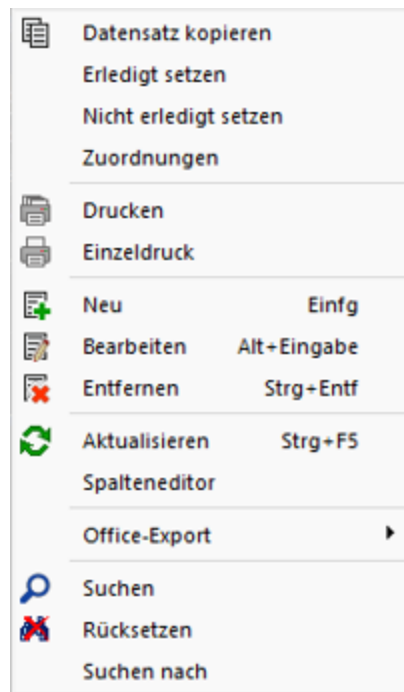 Datensatz kopieren
Erledigt setzen
Nicht erledigt setzen
Zuordnungen
Drucken
Einzeldruck
Neu Einfg
Bearbeiten Alt+Eingabe
Entfernen Strg+Entf
Aktualisieren Strg+F5
Spalteneditor
Office-Export
Suchen
Rücksetzen
Suchen nach